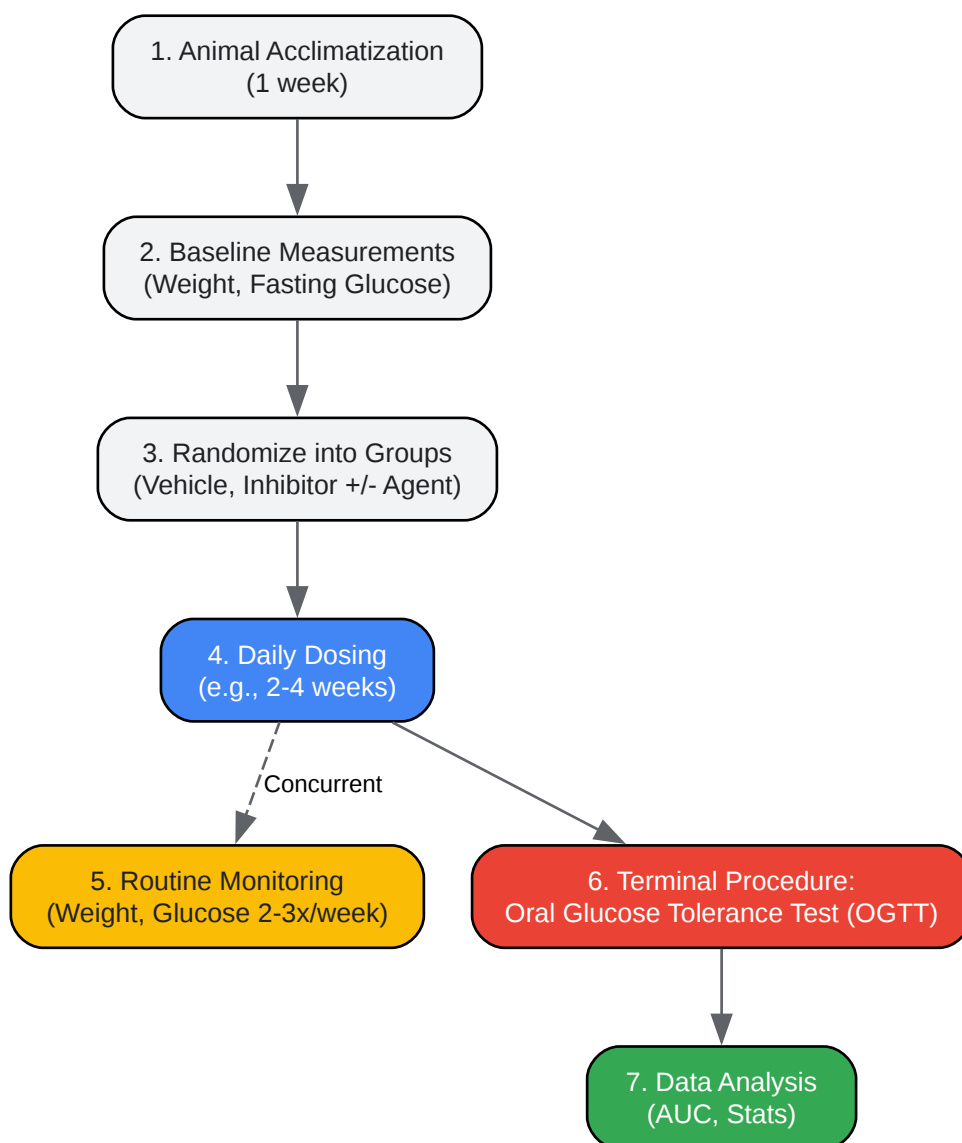 1. Animal Acclimatization
(1 week)
2. Baseline Measurements
(Weight, Fasting Glucose)
3. Randomize into Groups
(Vehicle, Inhibitor +/- Agent)
4. Daily Dosing
(e.g., 2-4 weeks)
Concurrent
5. Routine Monitoring
(Weight, Glucose 2-3x/week)
6. Terminal Procedure:
Oral Glucose Tolerance Test (OGTT)
7. Data Analysis
(AUC, Stats)